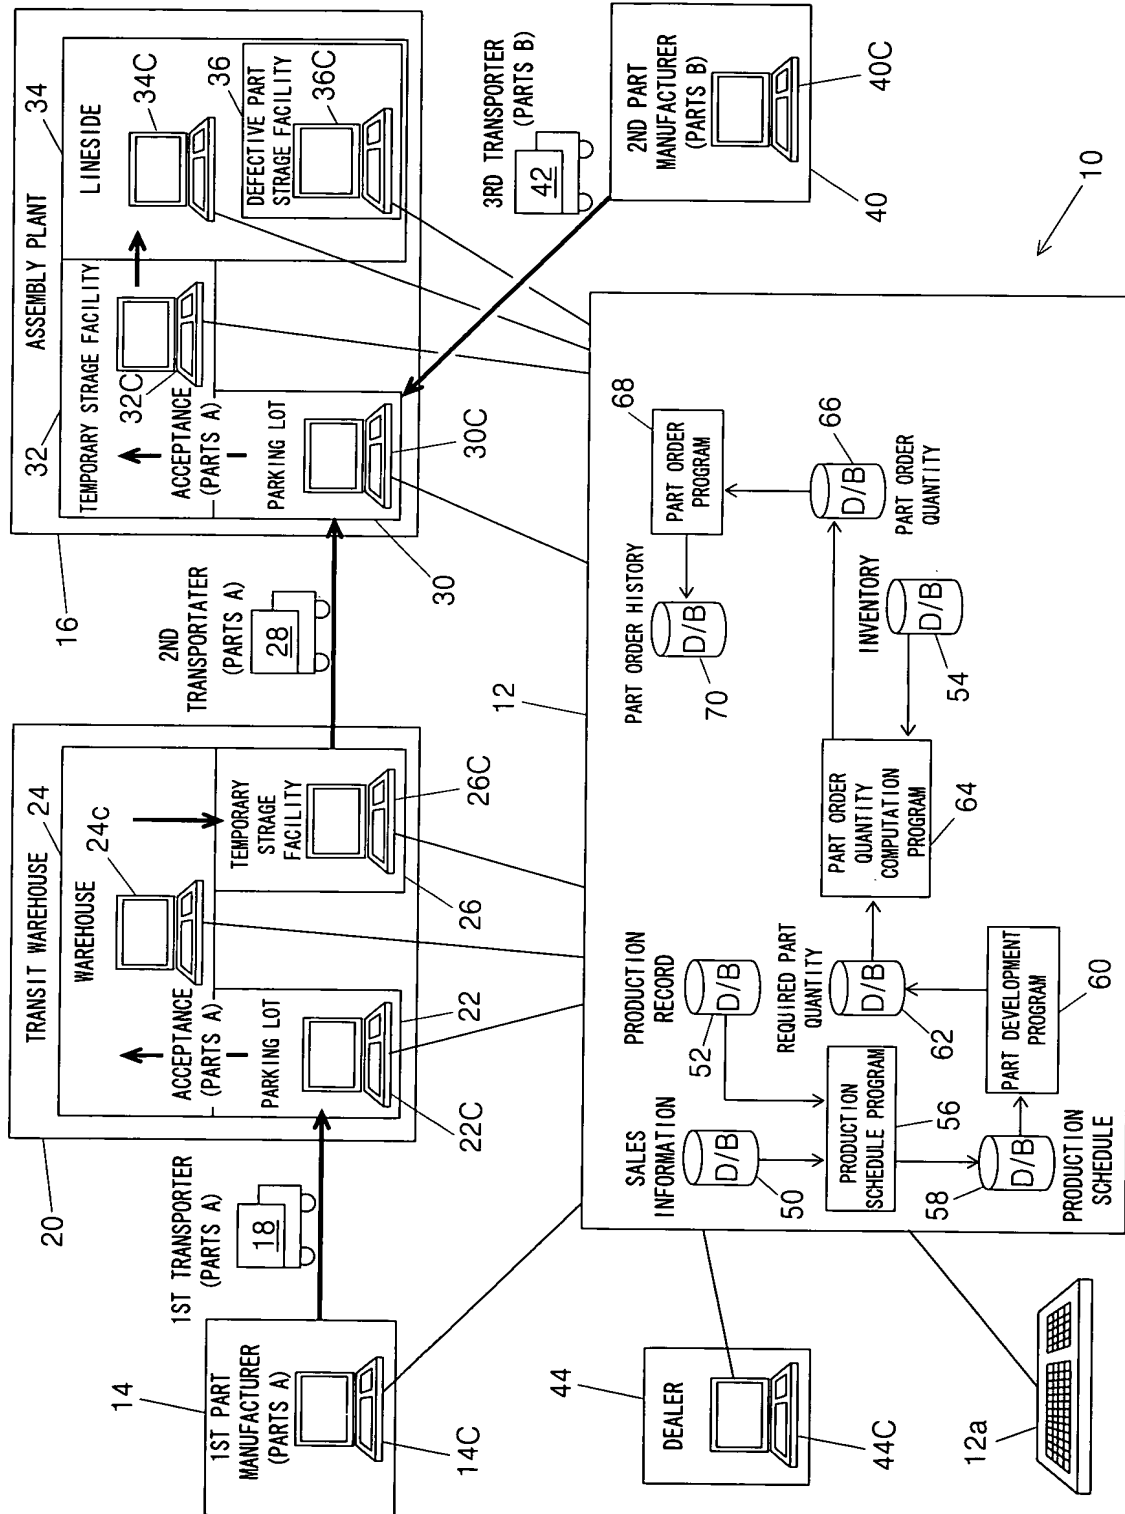 1ST PART
MANUFACTURER
(PARTS A)
14
14C
1ST TRANSPORTER
(PARTS A)
18
20
TRANSIT WAREHOUSE
24
WAREHOUSE
24C
ACCEPTANCE
(PARTS A)
PARKING LOT
22
22C
TEMPORARY
STRAGE
FACILITY
26C
26
2ND
TRANSPORTATER
(PARTS A)
28
16
ASSEMBLY PLANT
32
34
TEMPORARY STRAGE FACILITY
32C
ACCEPTANCE
(PARTS A)
PARKING LOT
30C
30
LINESIDE
34C
36
DEFECTIVE PART
STRAGE FACILITY
36C
3RD TRANSPORTER
(PARTS B)
42
2ND PART
MANUFACTURER
(PARTS B)
40C
40
10
12
44
DEALER
44C
12a
SALES
INFORMATION
D/B
50
PRODUCTION
RECORD
D/B
52
PRODUCTION
SCHEDULE PROGRAM
56
D/B
58
PRODUCTION
SCHEDULE
PART DEVELOPMENT
PROGRAM
60
REQUIRED PART
QUANTITY
D/B
62
PART ORDER
QUANTITY
COMPUTATION
PROGRAM
64
INVENTORY
D/B
54
D/B
66
PART ORDER
QUANTITY
68
PART ORDER
PROGRAM
PART ORDER HISTORY
D/B
70